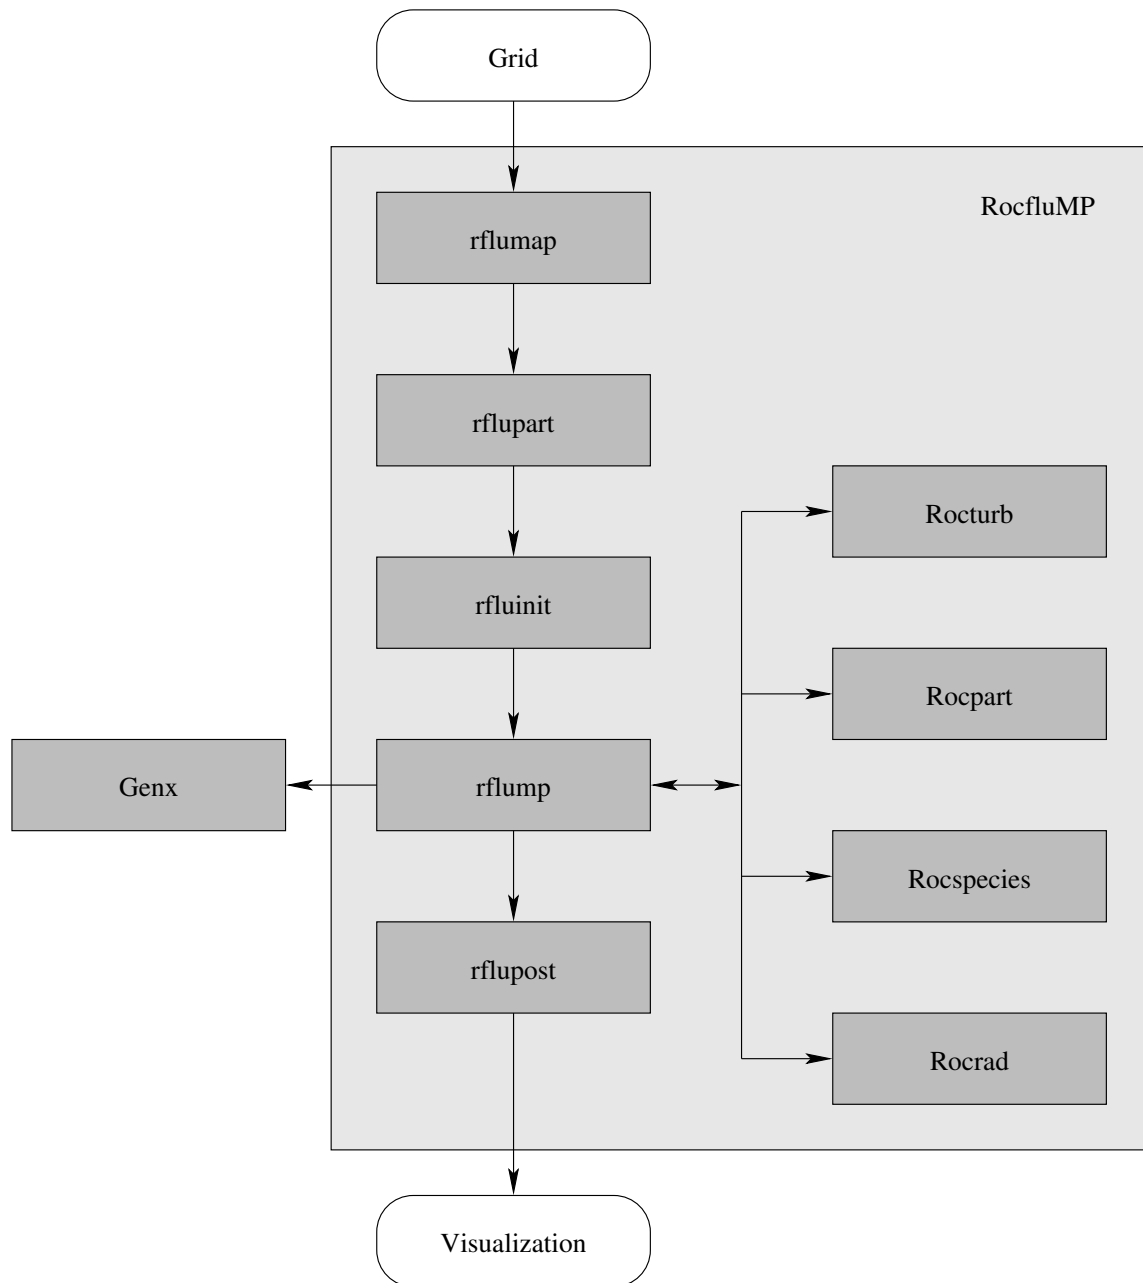 Grid
RocfluMP
rflumap
rflupart
Rocturb
rfluinit
Rocpart
Genx
rflump
Rocspecies
rflupost
Rocrad
Visualization